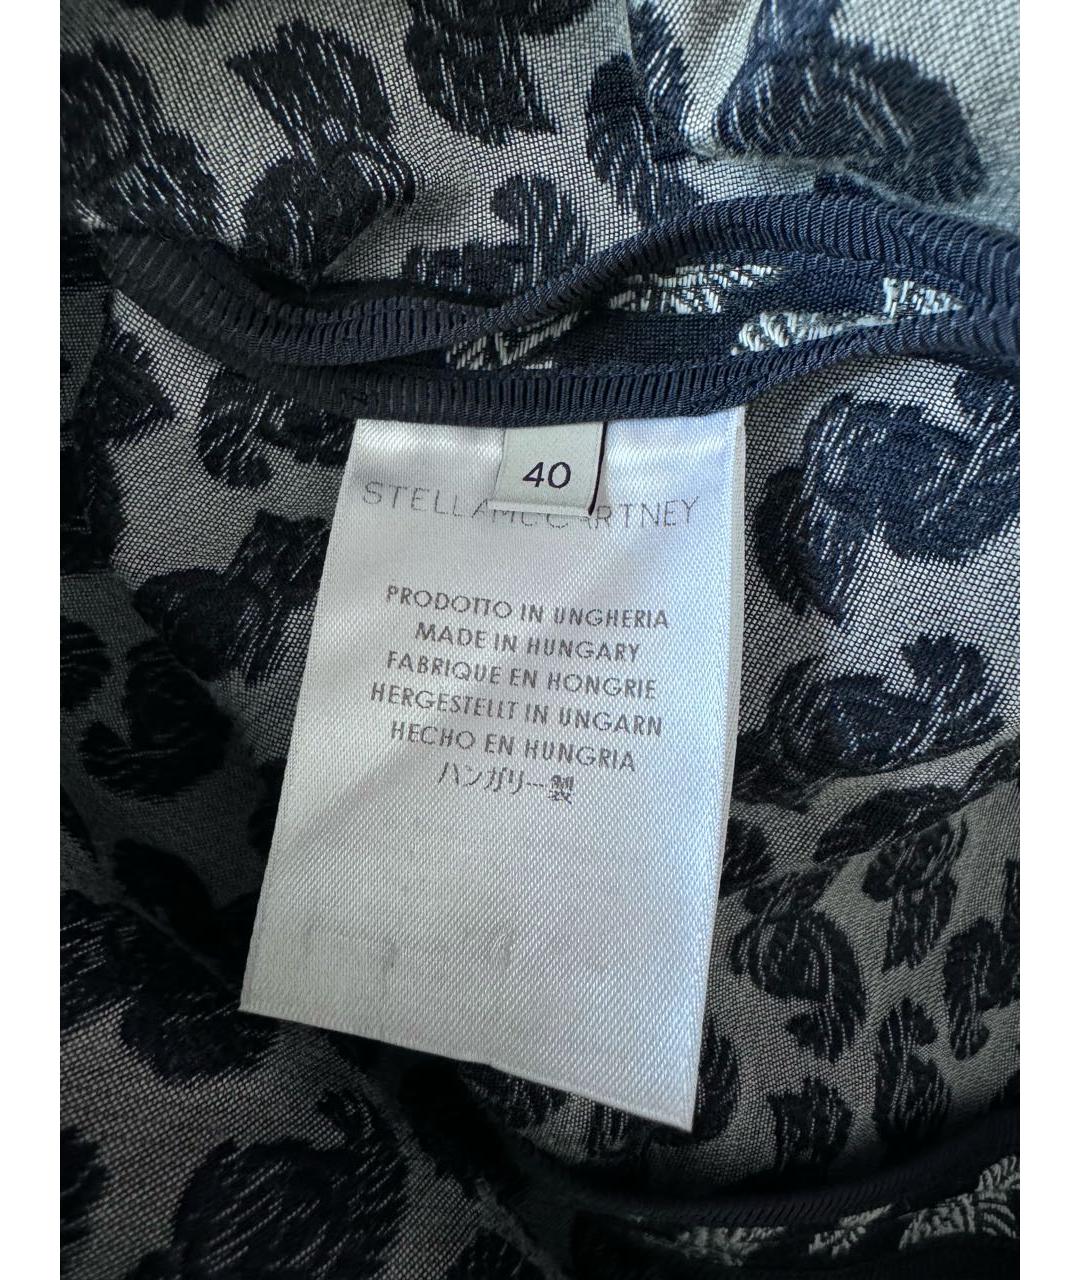 40
STELLAMCCARTNEY
PRODOTTO IN UNGHERIA
MADE IN HUNGARY
FABRIQUE EN HONGRIE
HERGESTELLT IN UNGARN
HECHO EN HUNGRIA
ハンガリー製